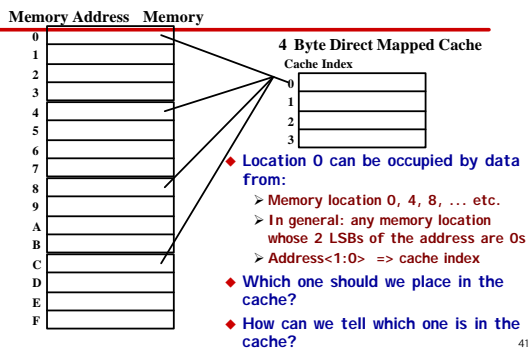 Memory Address Memory
0
1
2
3
4
5
6
7
8
9
A
B
C
D
E
F
4 Byte Direct Mapped Cache
Cache Index
0
1
2
3
Location 0 can be occupied by data
from:
Memory location 0, 4, 8, ... etc.
In general: any memory location
whose 2 LSBs of the address are 0s
Address<1:0> => cache index
Which one should we place in the
cache?
How can we tell which one is in the
cache?
41